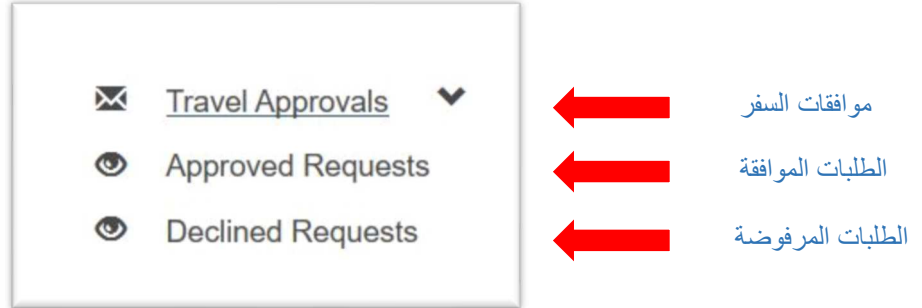 Travel Approvals
موافقات السفر
Approved Requests
الطلبات الموافقة
Declined Requests
الطلبات المرفوضة